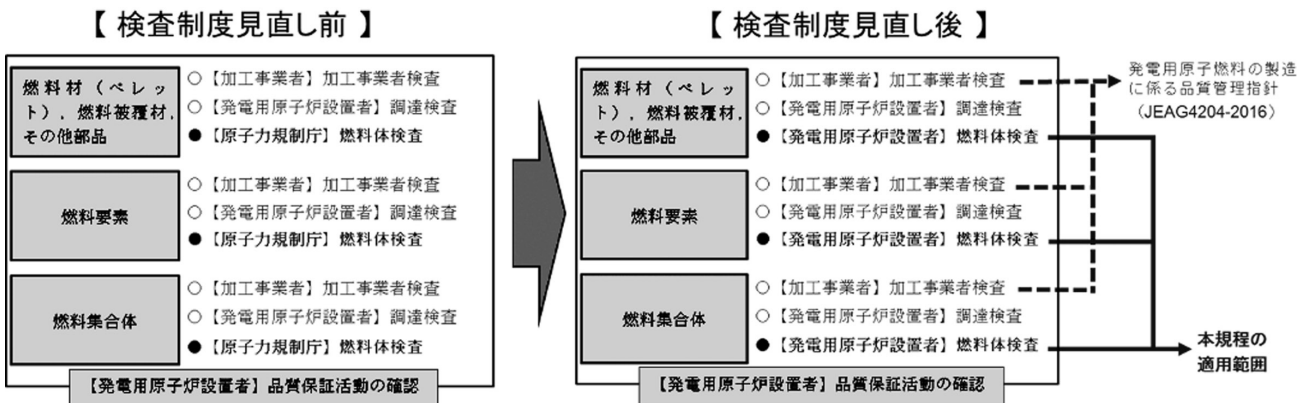 【 検査制度見直し前 】
燃料材（ペレッ
ト），燃料被覆材，
その他部品
○【加工事業者】加工事業者検査
○【発電用原子炉設置者】調達検査
●【原子力規制庁】燃料体検査
燃料要素
○【加工事業者】加工事業者検査
○【発電用原子炉設置者】調達検査
●【原子力規制庁】燃料体検査
燃料集合体
○【加工事業者】加工事業者検査
○【発電用原子炉設置者】調達検査
●【原子力規制庁】燃料体検査
【発電用原子炉設置者】品質保証活動の確認
【 検査制度見直し後 】
燃料材（ペレッ
ト），燃料被覆材，
その他部品
○【加工事業者】加工事業者検査
○【発電用原子炉設置者】調達検査
●【発電用原子炉設置者】燃料体検査
燃料要素
○【加工事業者】加工事業者検査
○【発電用原子炉設置者】調達検査
●【発電用原子炉設置者】燃料体検査
燃料集合体
○【加工事業者】加工事業者検査
○【発電用原子炉設置者】調達検査
●【発電用原子炉設置者】燃料体検査
【発電用原子炉設置者】品質保証活動の確認
発電用原子燃料の製造
に係る品質管理指針
（JEAG4204-2016）
本規程の
適用範囲